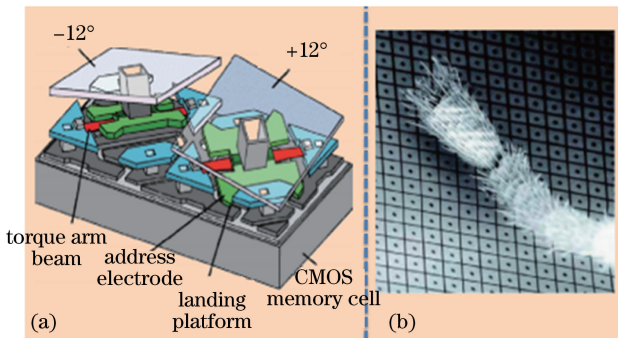 −12°
+12°
torque arm
beam
address
electrode
landing
platform
CMOS
memory cell
(a)
(b)